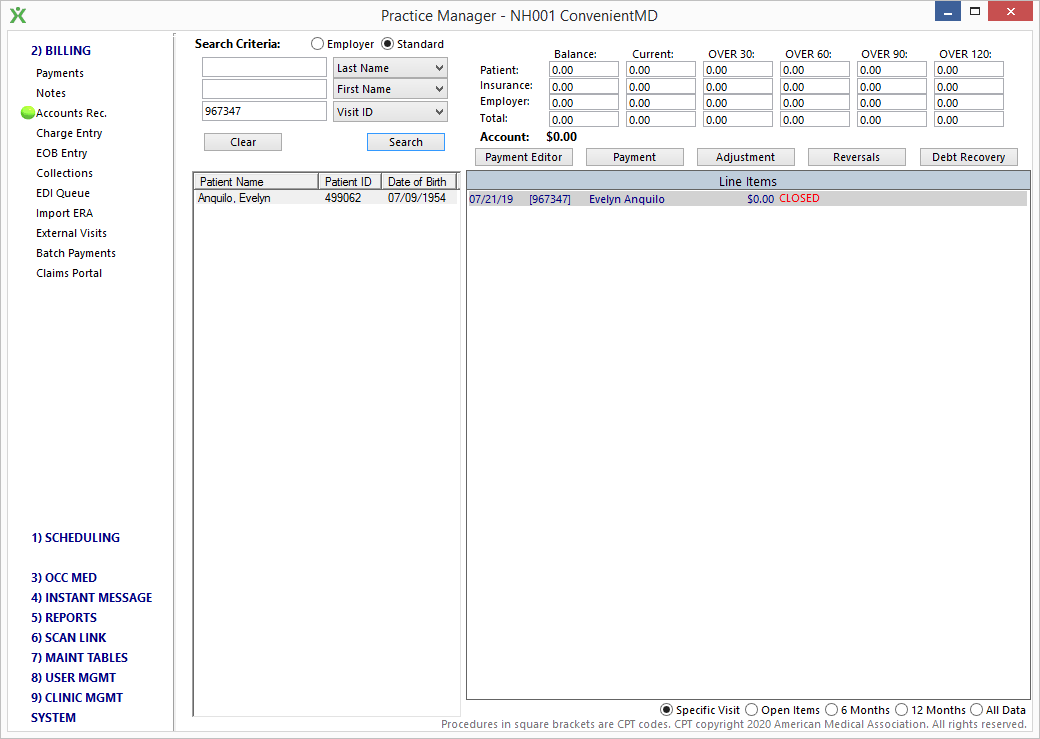 Practice Manager - NH001 ConvenientMD
2) BILLING
Payments
Notes
Accounts Rec.
Charge Entry
EOB Entry
Collections
EDI Queue
Import ERA
External Visits
Batch Payments
Claims Portal
1) SCHEDULING
3) OCC MED
4) INSTANT MESSAGE
5) REPORTS
6) SCAN LINK
7) MAINT TABLES
8) USER MGMT
9) CLINIC MGMT
SYSTEM
Search Criteria: Employer Standard
Last Name
First Name
967347 Visit ID
Clear Search
Balance: Current: OVER 30: OVER 60: OVER 90: OVER 120:
Patient: 0.00 0.00 0.00 0.00 0.00 0.00
Insurance: 0.00 0.00 0.00 0.00 0.00 0.00
Employer: 0.00 0.00 0.00 0.00 0.00 0.00
Total: 0.00 0.00 0.00 0.00 0.00 0.00
Account: $0.00
Payment Editor Payment Adjustment Reversals Debt Recovery
Patient Name Patient ID Date of Birth
Anquilo, Evelyn 499062 07/09/1954
Line Items
07/21/19 [967347] Evelyn Anquilo $0.00 CLOSED
Specific Visit Open Items 6 Months 12 Months All Data
Procedures in square brackets are CPT codes. CPT copyright 2020 American Medical Association. All rights reserved.